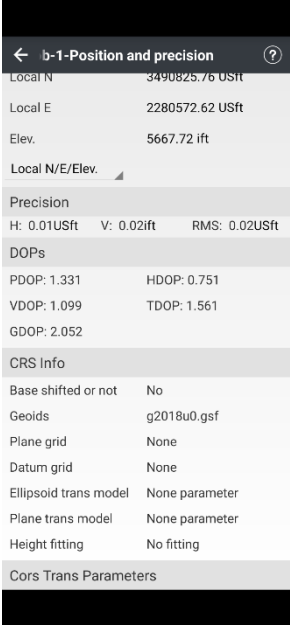 b-1-Position and precision
Local N 3490825.76 USft
Local E 2280572.62 USft
Elev. 5667.72 ift
Local N/E/Elev.
Precision
H: 0.01USft V: 0.02ift RMS: 0.02USft
DOPs
PDOP: 1.331 HDOP: 0.751
VDOP: 1.099 TDOP: 1.561
GDOP: 2.052
CRS Info
Base shifted or not No
Geoids g2018u0.gsf
Plane grid None
Datum grid None
Ellipsoid trans model None parameter
Plane trans model None parameter
Height fitting No fitting
Cors Trans Parameters